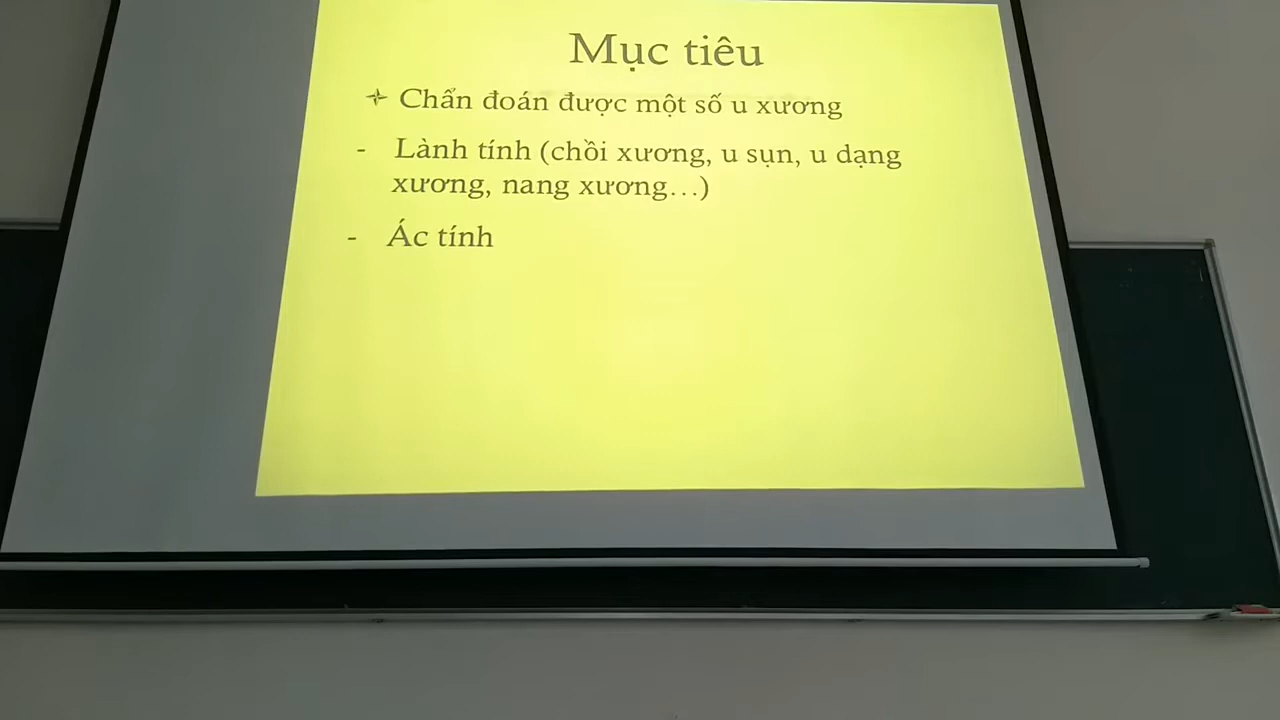 Mục tiêu
Chẩn đoán được một số u xương
- Lành tính (chồi xương, u sụn, u dạng
xương, nang xương…)
- Ác tính